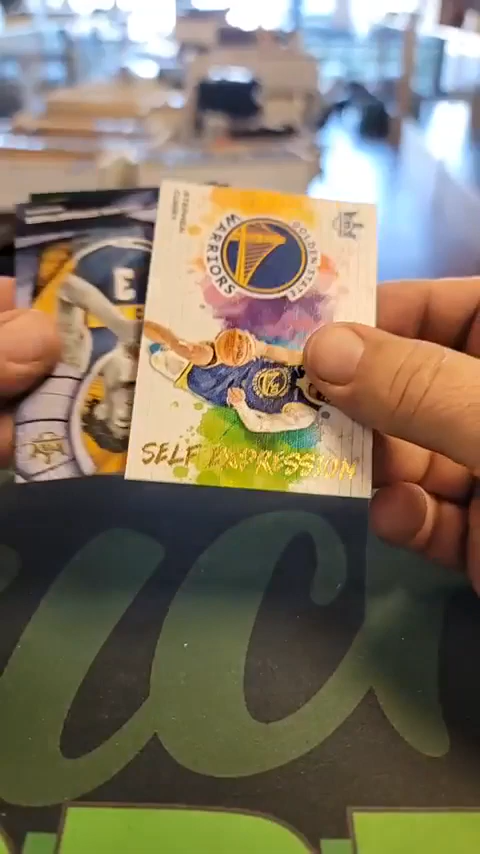 STEPHEN
CURRY
GOLDEN STATE
WARRIORS
SELF EXPRESSION
E